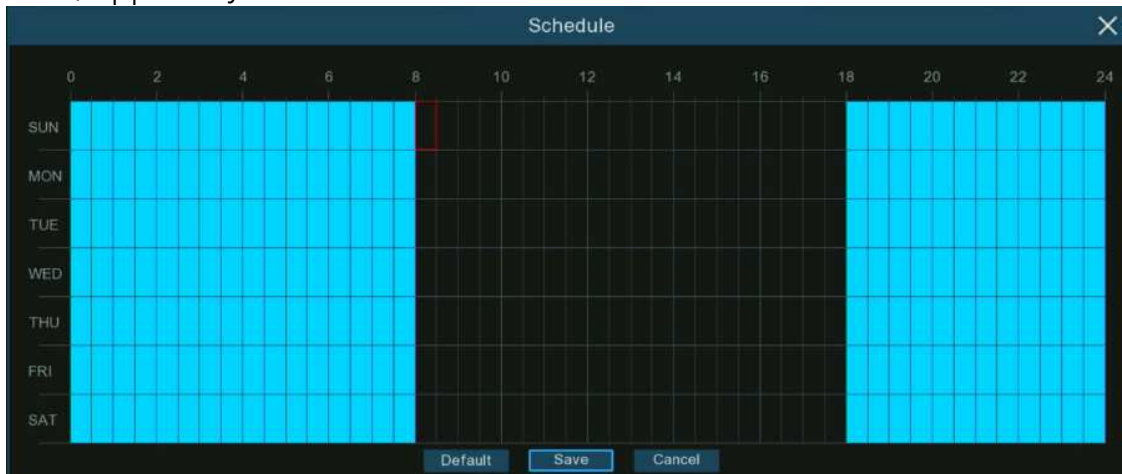 Schedule
0 2 4 6 8 10 12 14 16 18 20 22 24
SUN
MON
TUE
WED
THU
FRI
SAT
Default Save Cancel